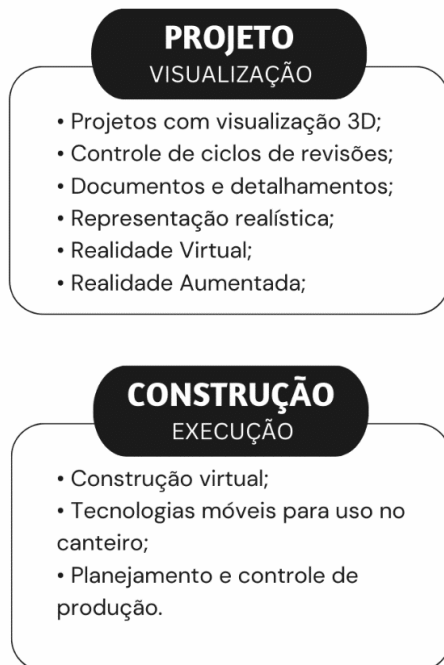 PROJETO
VISUALIZAÇÃO
• Projetos com visualização 3D;
• Controle de ciclos de revisões;
• Documentos e detalhamentos;
• Representação realística;
• Realidade Virtual;
• Realidade Aumentada;
CONSTRUÇÃO
EXECUÇÃO
• Construção virtual;
• Tecnologias móveis para uso no
canteiro;
• Planejamento e controle de
produção.